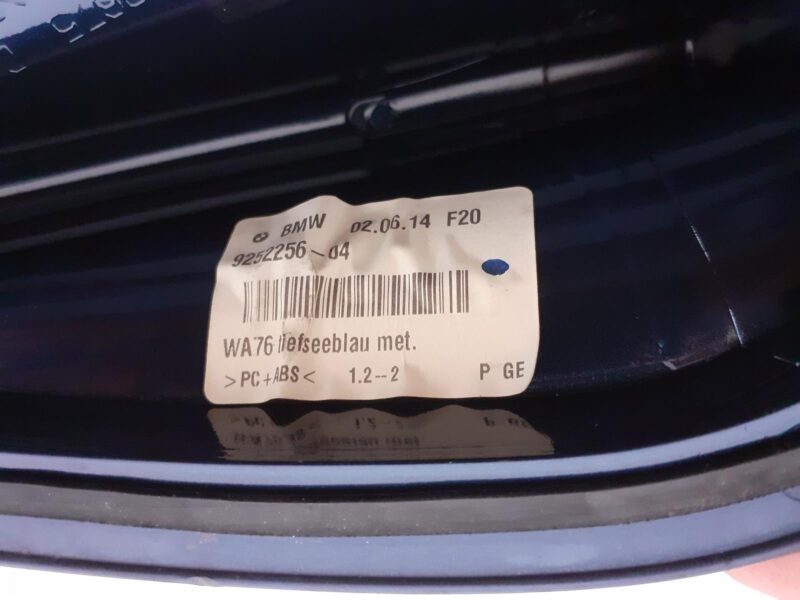 BMW 02.06.14 F20
9252256-04
WA76 tiefseeblau met.
>PC+ABS< 1.2--2 P GE